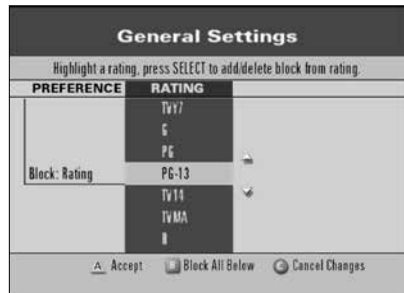 General Settings
Highlight a rating, press SELECT to add/delete block from rating.
PREFERENCE RATING
TVY7
G
PG
Block: Rating PG-13
TV14
TVMA
R
A Accept B Block All Below C Cancel Changes